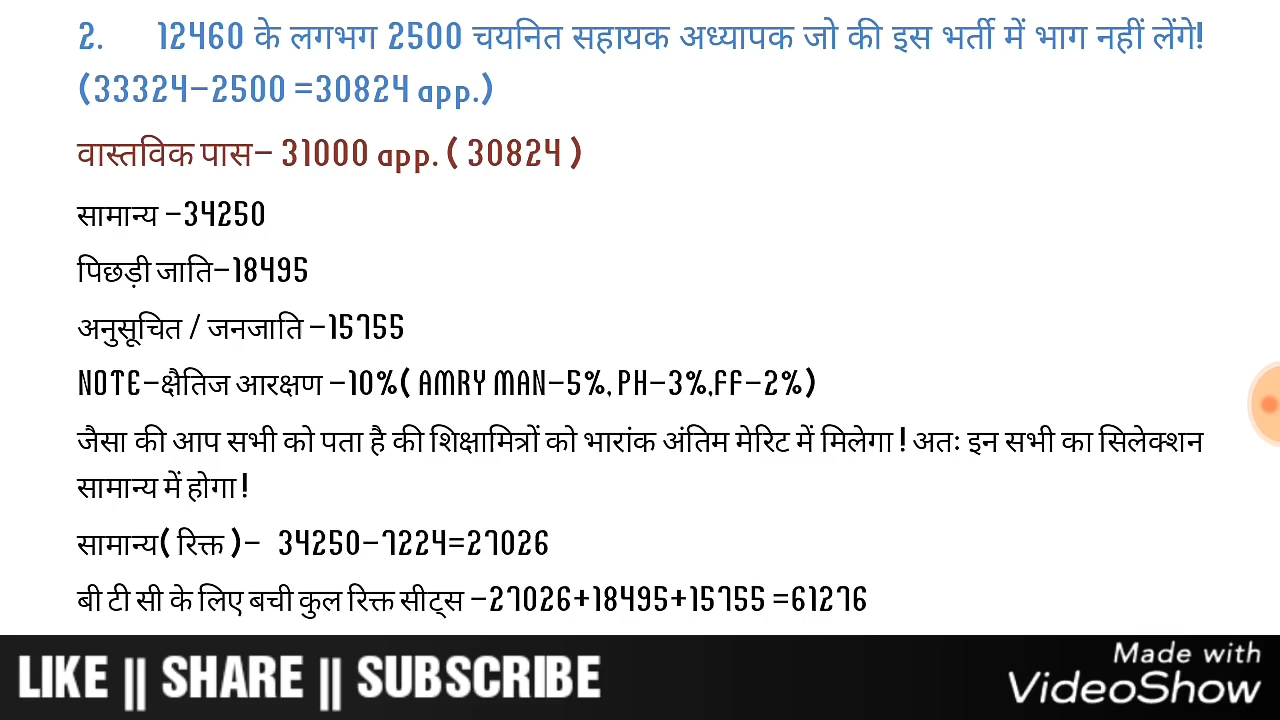 2. 12460 के लगभग 2500 चयनित सहायक अध्यापक जो की इस भर्ती में भाग नहीं लेंगे!
(33324-2500 =30824 app.)
वास्तविक पास- 31000 app. ( 30824 )
सामान्य -34250
पिछड़ी जाति-18495
अनुसूचित / जनजाति -15755
NOTE-क्षैतिज आरक्षण -10%( AMRY MAN-5%, PH-3%,FF-2%)
जैसा की आप सभी को पता है की शिक्षामित्रों को भारांक अंतिम मेरिट में मिलेगा ! अतः इन सभी का सिलेक्शन
सामान्य में होगा !
सामान्य( रिक्त )- 34250-7224=27026
बी टी सी के लिए बची कुल रिक्त सीट्स -27026+18495+15755 =61276
LIKE || SHARE || SUBSCRIBE
Made with
VideoShow